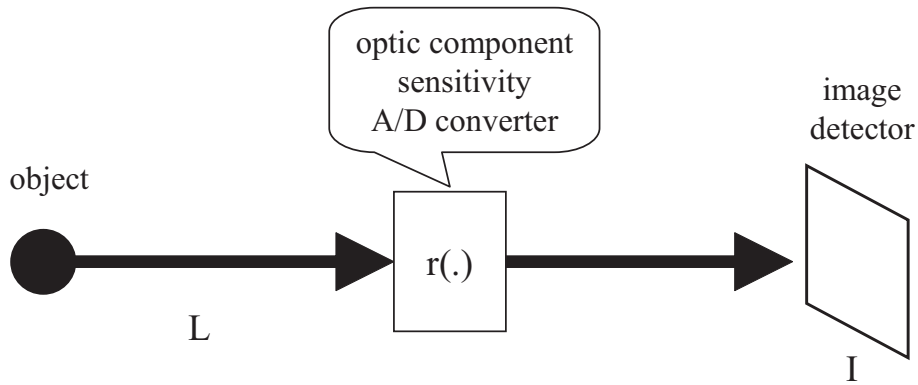 optic component
sensitivity
A/D converter
image
detector
object
r(.)
L
I